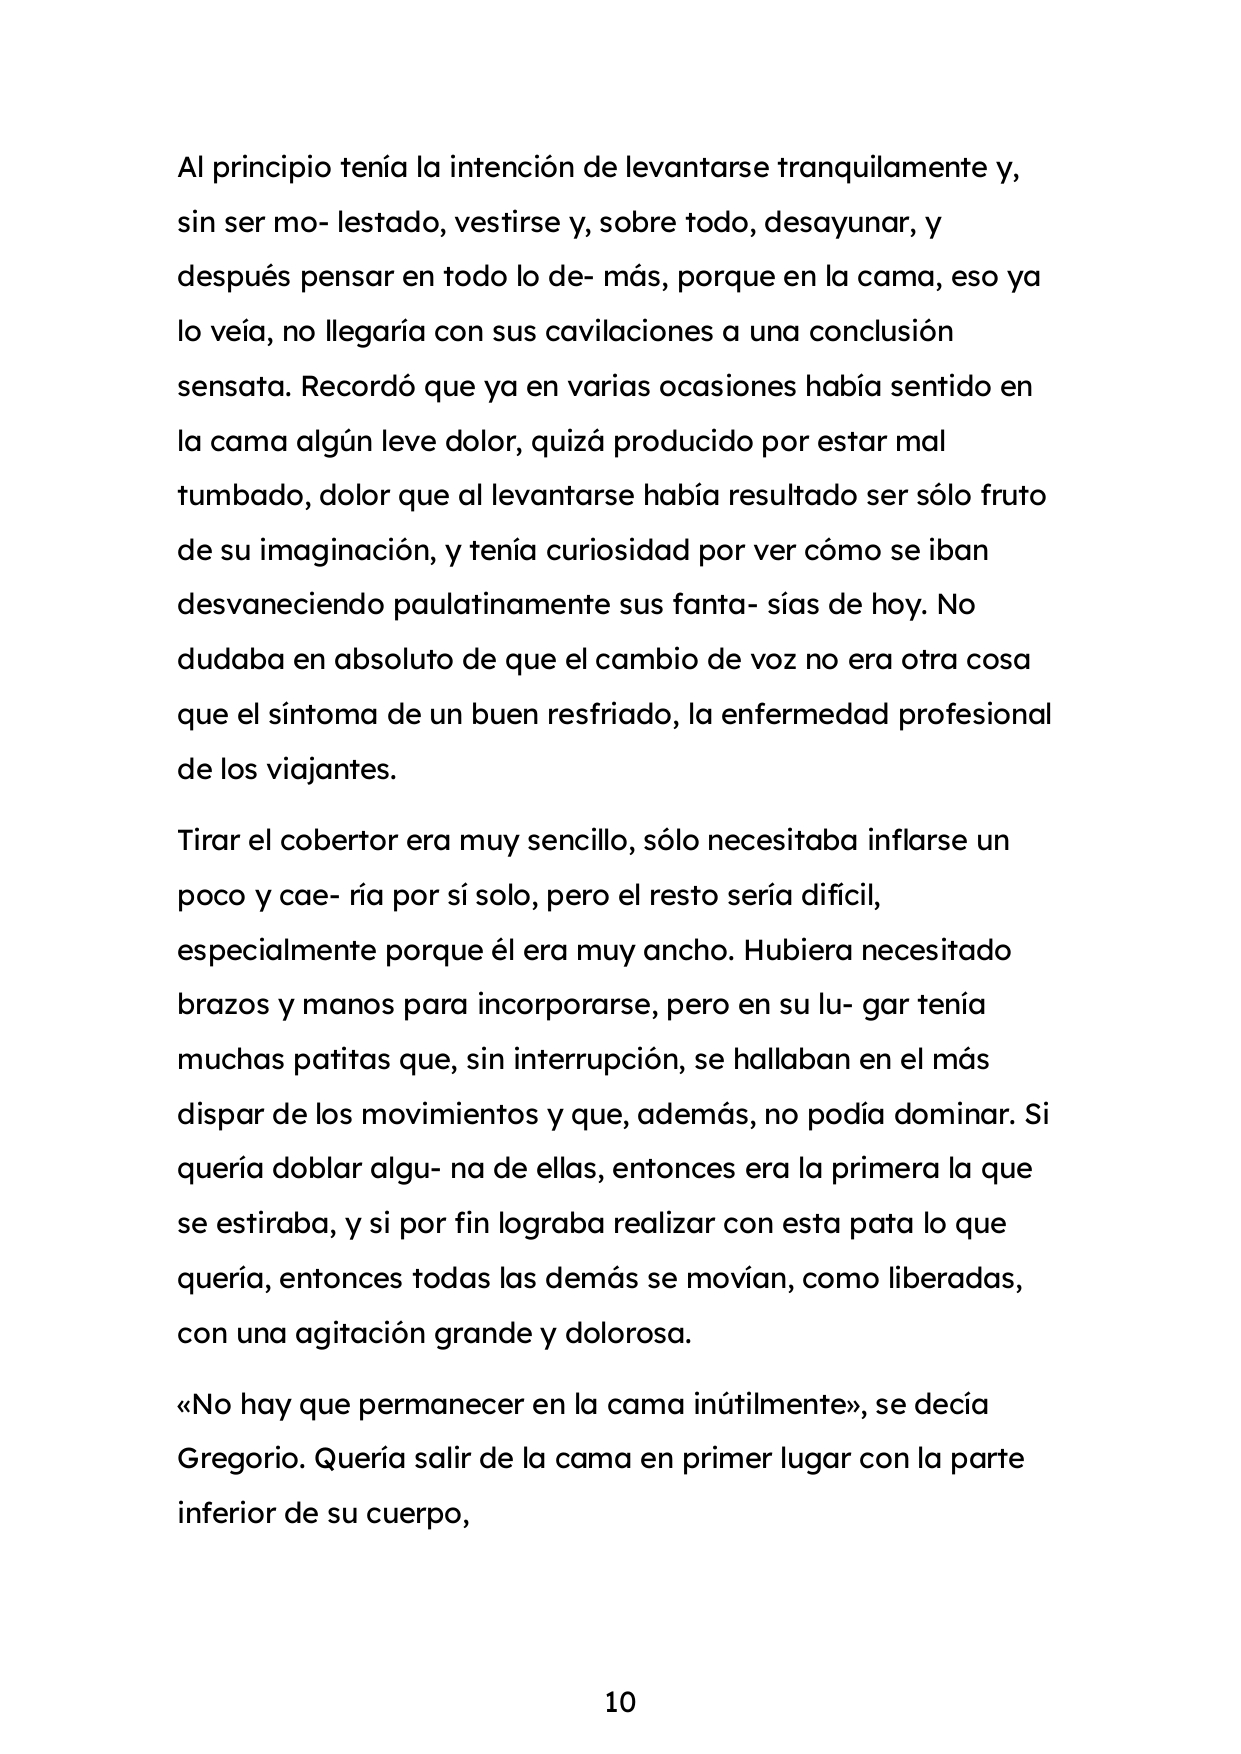 Al principio tenía la intención de levantarse tranquilamente y,
sin ser mo- lestado, vestirse y, sobre todo, desayunar, y
después pensar en todo lo de- más, porque en la cama, eso ya
lo veía, no llegaría con sus cavilaciones a una conclusión
sensata. Recordó que ya en varias ocasiones había sentido en
la cama algún leve dolor, quizá producido por estar mal
tumbado, dolor que al levantarse había resultado ser sólo fruto
de su imaginación, y tenía curiosidad por ver cómo se iban
desvaneciendo paulatinamente sus fanta- sías de hoy. No
dudaba en absoluto de que el cambio de voz no era otra cosa
que el síntoma de un buen resfriado, la enfermedad profesional
de los viajantes.
Tirar el cobertor era muy sencillo, sólo necesitaba inflarse un
poco y cae- ría por sí solo, pero el resto sería difícil,
especialmente porque él era muy ancho. Hubiera necesitado
brazos y manos para incorporarse, pero en su lu- gar tenía
muchas patitas que, sin interrupción, se hallaban en el más
dispar de los movimientos y que, además, no podía dominar. Si
quería doblar algu- na de ellas, entonces era la primera la que
se estiraba, y si por fin lograba realizar con esta pata lo que
quería, entonces todas las demás se movían, como liberadas,
con una agitación grande y dolorosa.
«No hay que permanecer en la cama inútilmente», se decía
Gregorio. Quería salir de la cama en primer lugar con la parte
inferior de su cuerpo,
10